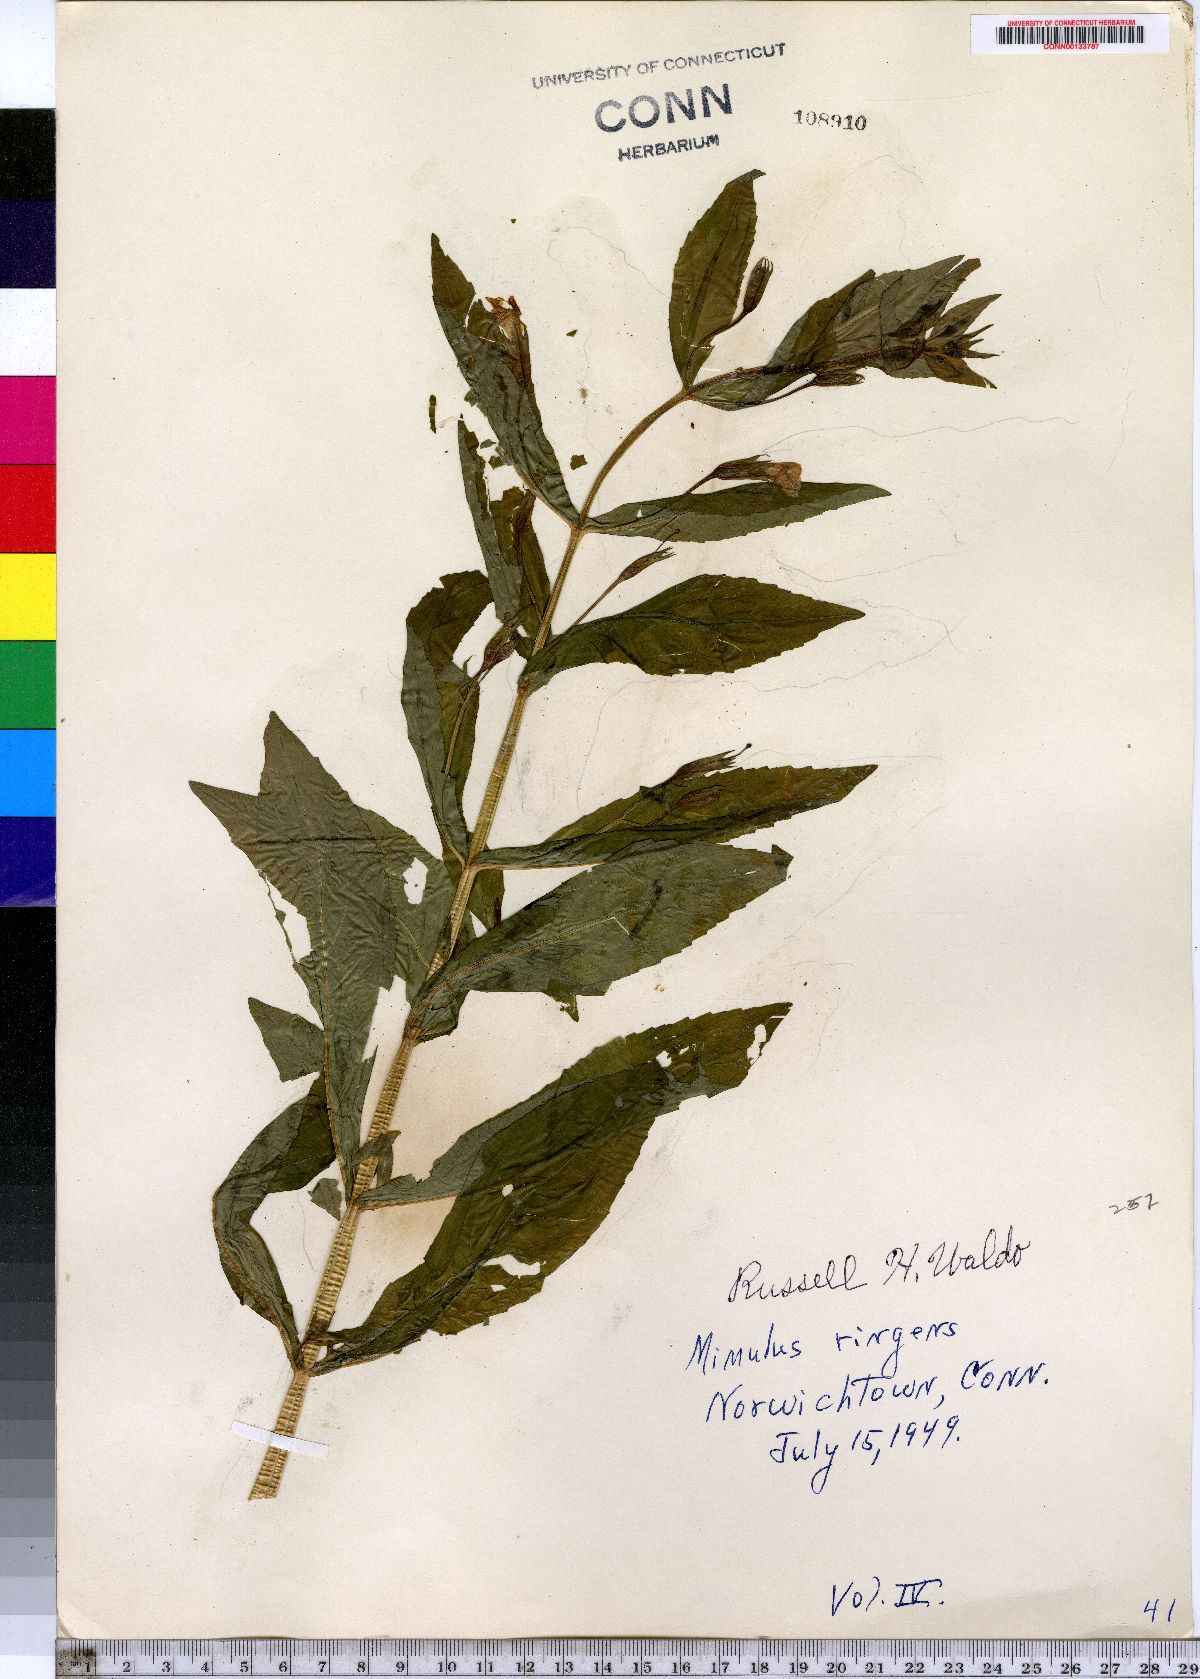 UNIVERSITY OF CONNECTICUT HERBARIUM
CONN00133787
UNIVERSITY OF CONNECTICUT
CONN
HERBARIUM
108910
257
Russell H. Waldo
Mimulus ringens
Norwichtown, Conn.
July 15, 1949.
Vol. IV.
41
1 2 3 4 5 6 7 8 9 10 11 12 13 14 15 16 17 18 19 20 21 22 23 24 25 26 27 28 29